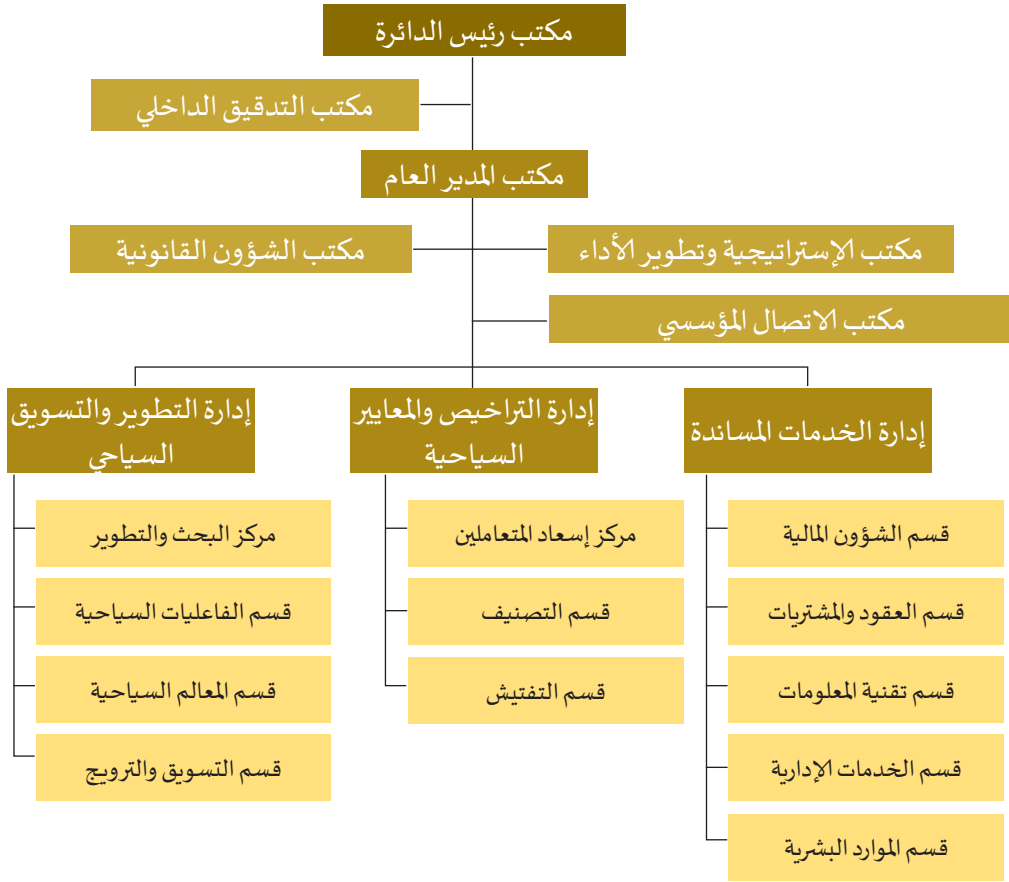 مكتب رئيس الدائرة
مكتب التدقيق الداخلي
مكتب المدير العام
مكتب الإستراتيجية وتطوير الأداء
مكتب الشؤون القانونية
مكتب الاتصال المؤسسي
إدارة الخدمات المساندة
قسم الشؤون المالية
قسم العقود والمشتريات
قسم تقنية المعلومات
قسم الخدمات الإدارية
قسم الموارد البشرية
إدارة التراخيص والمعايير
السياحية
مركز إسعاد المتعاملين
قسم التصنيف
قسم التفتيش
إدارة التطوير والتسويق
السياحي
مركز البحث والتطوير
قسم الفاعليات السياحية
قسم المعالم السياحية
قسم التسويق والترويج